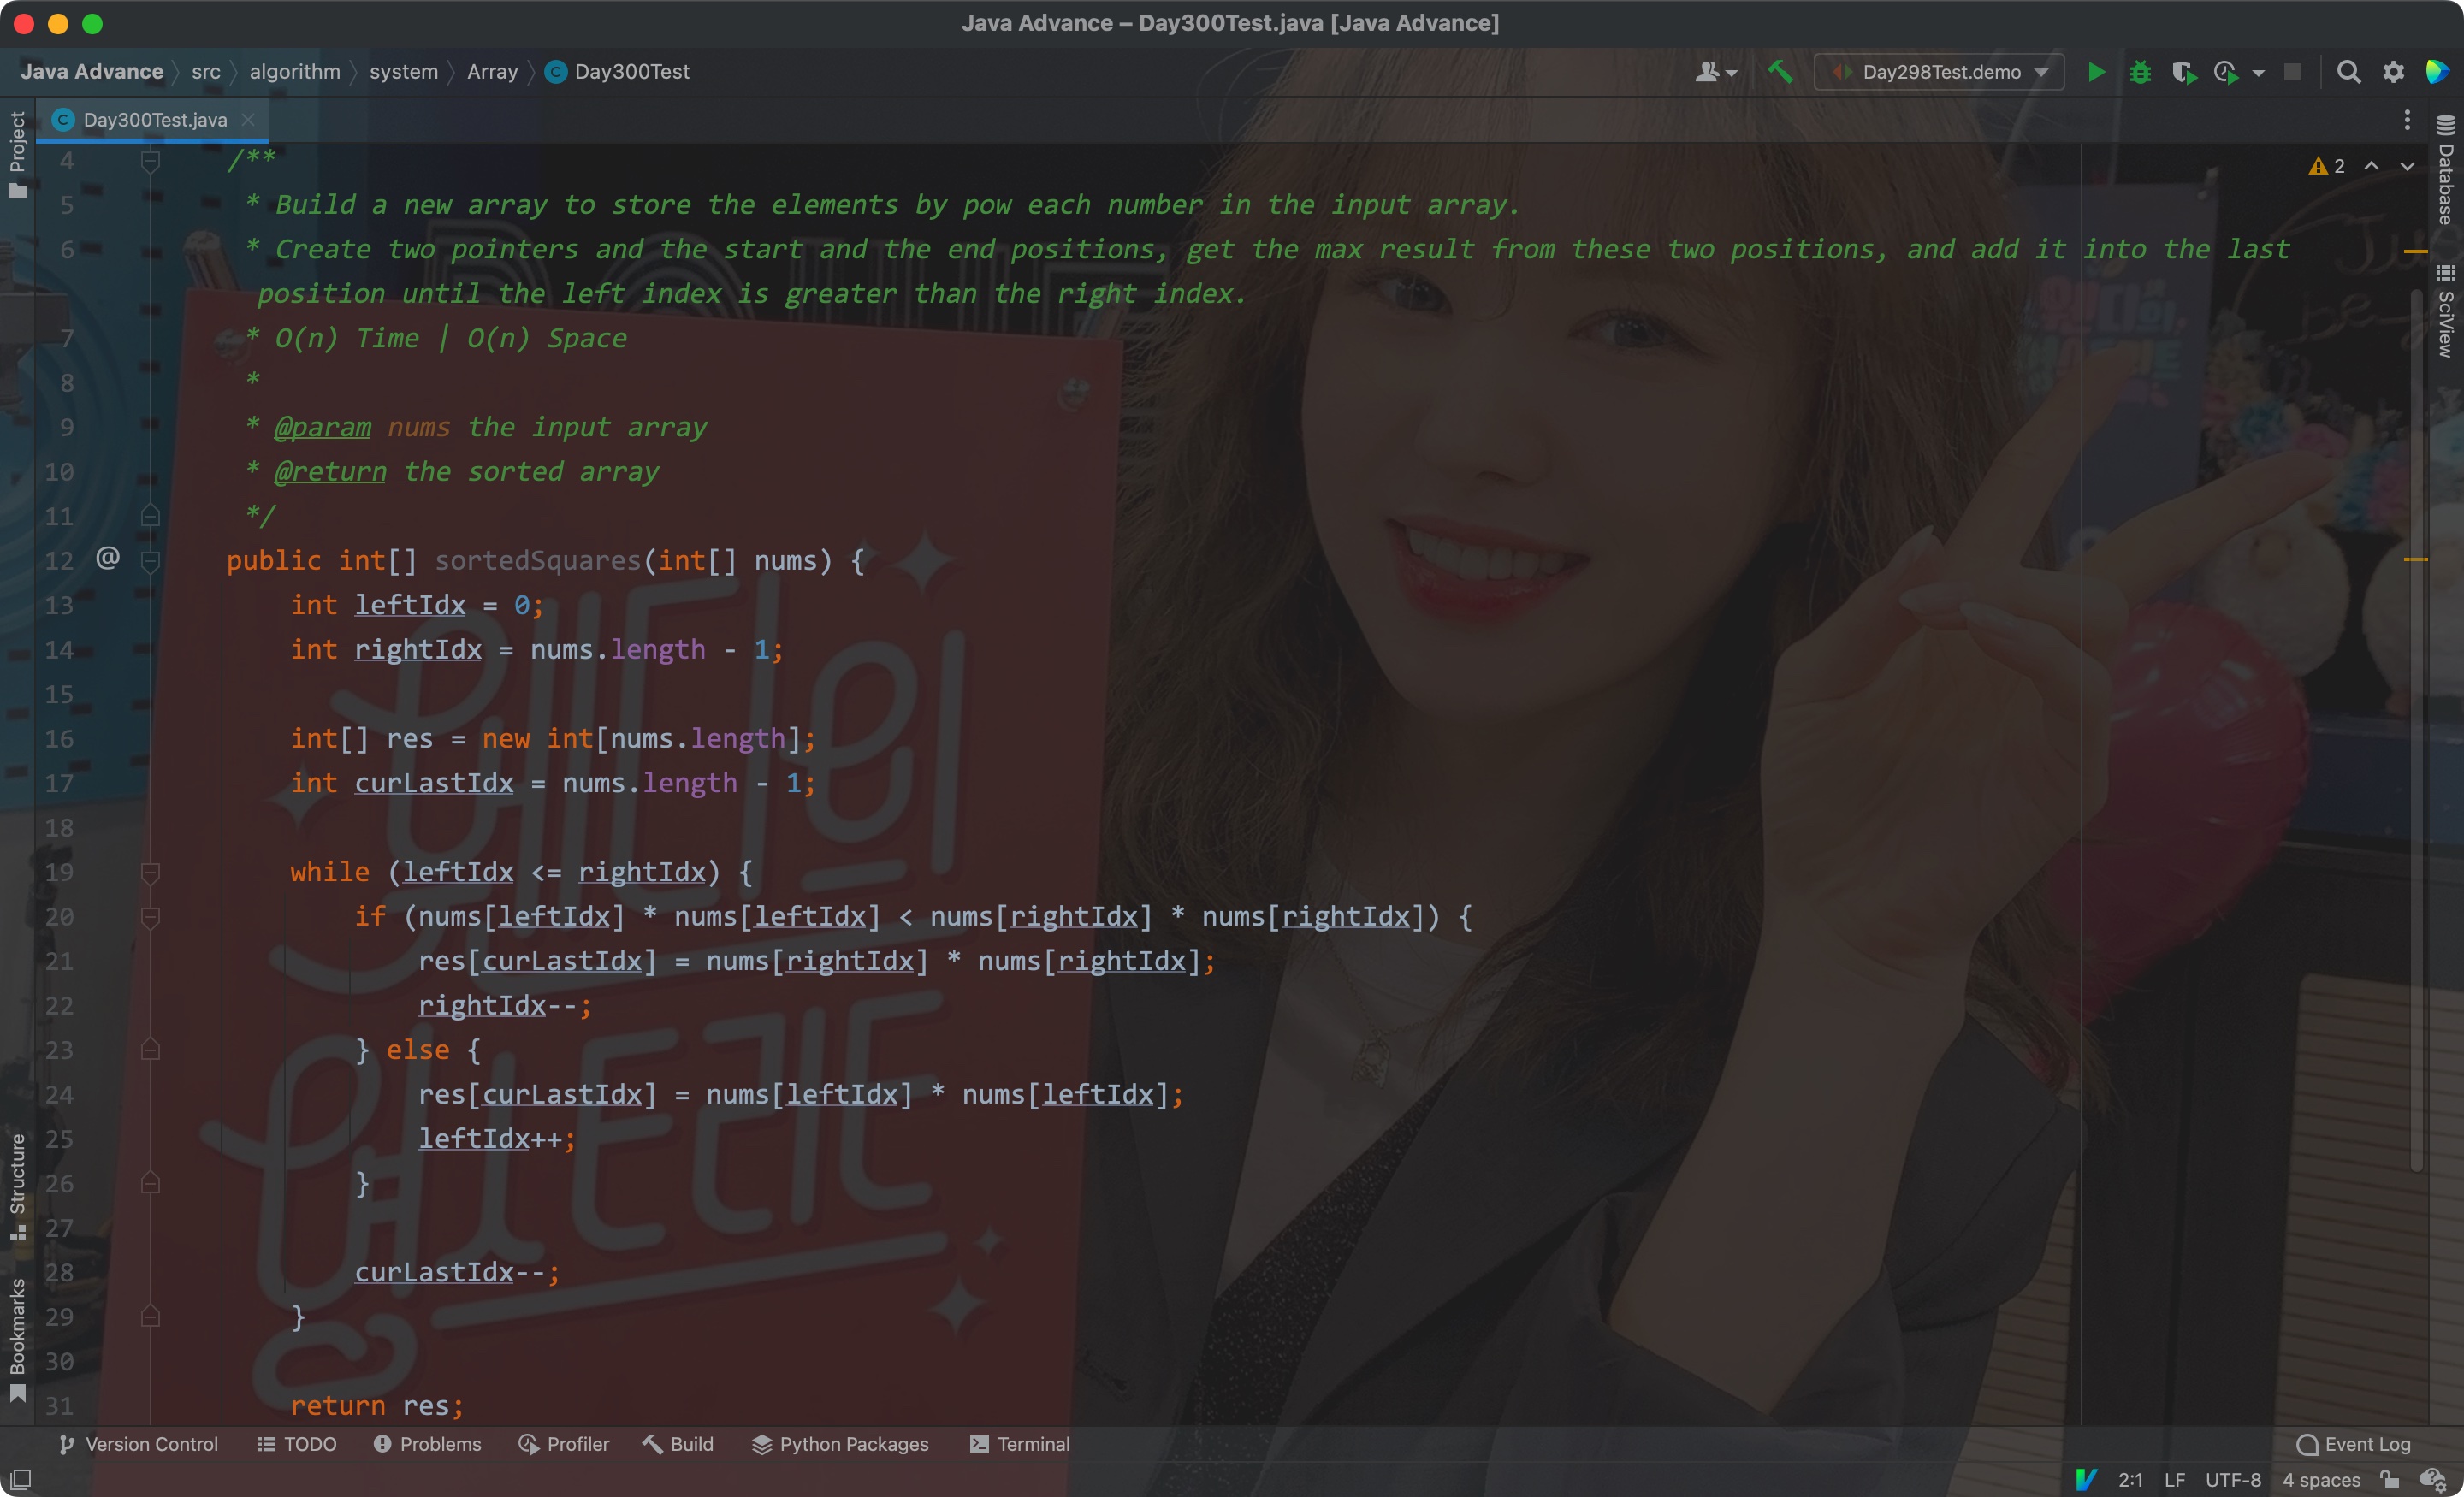 Java Advance – Day300Test.java [Java Advance]
Java Advance src algorithm system Array Day300Test
Day298Test.demo
Project
Day300Test.java
2
Database
SciView
4 /**
5 * Build a new array to store the elements by pow each number in the input array.
6 * Create two pointers and the start and the end positions, get the max result from these two positions, and add it into the last
position until the left index is greater than the right index.
7 * O(n) Time | O(n) Space
8 *
9 * @param nums the input array
10 * @return the sorted array
11 */
12 @ public int[] sortedSquares(int[] nums) {
13 int leftIdx = 0;
14 int rightIdx = nums.length - 1;
15
16 int[] res = new int[nums.length];
17 int curLastIdx = nums.length - 1;
18
19 while (leftIdx <= rightIdx) {
20 if (nums[leftIdx] * nums[leftIdx] < nums[rightIdx] * nums[rightIdx]) {
21 res[curLastIdx] = nums[rightIdx] * nums[rightIdx];
22 rightIdx--;
23 } else {
24 res[curLastIdx] = nums[leftIdx] * nums[leftIdx];
25 leftIdx++;
26 }
27
28 curLastIdx--;
29 }
30
31 return res;
웬디의
영스트리트
Structure
Bookmarks
Version Control TODO Problems Profiler Build Python Packages Terminal Event Log
2:1 LF UTF-8 4 spaces